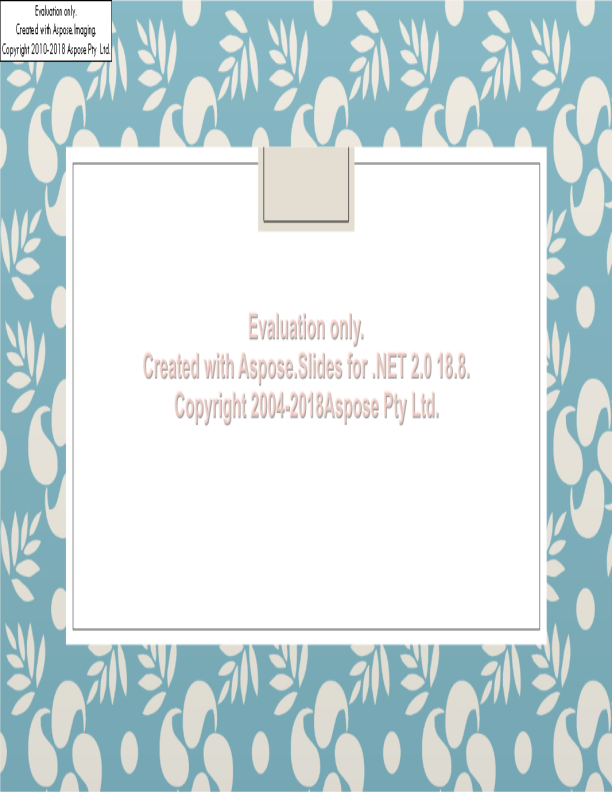 Evaluation only.
Created with Aspose.Imaging.
Copyright 2010-2018 Aspose Pty Ltd.
Evaluation only.
Created with Aspose.Slides for .NET 2.0 18.8.
Copyright 2004-2018Aspose Pty Ltd.